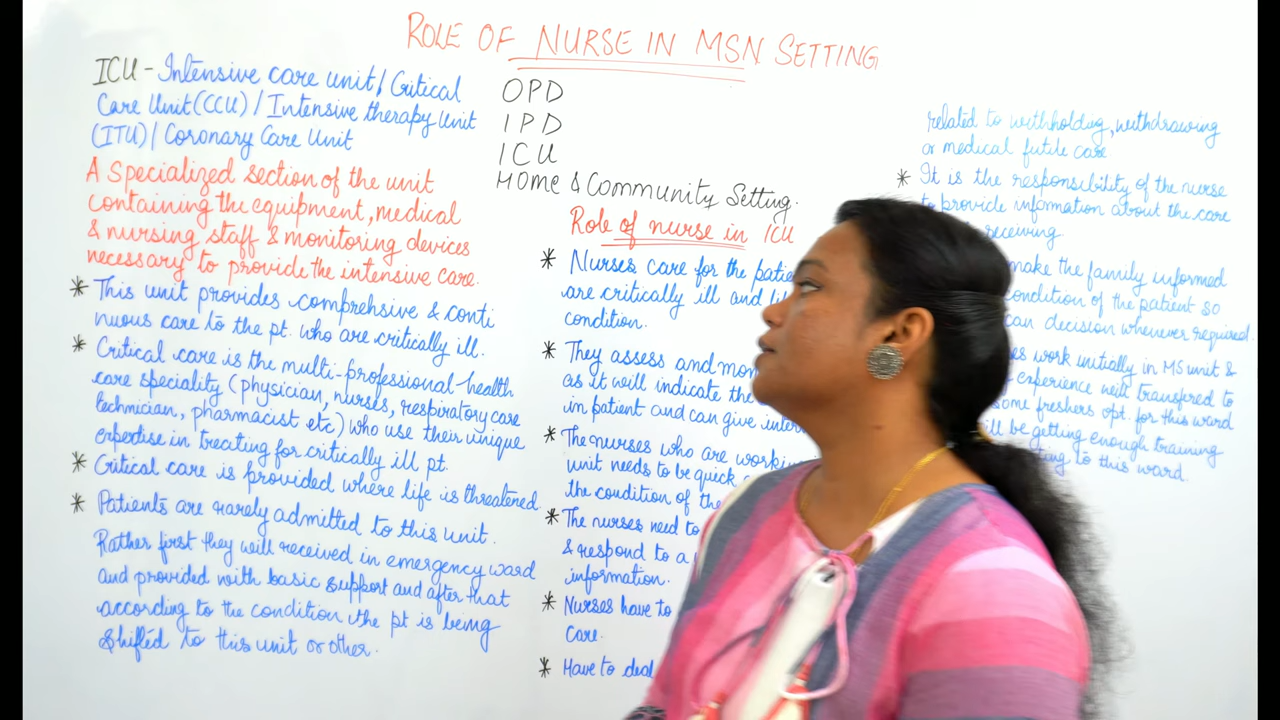 ROLE OF NURSE IN MSN SETTING
ICU - Intensive care unit / Critical
Care Unit (CCU) / Intensive therapy Unit
(ITU) / Coronary Care Unit
A Specialized section of the unit
containing the equipment, medical
& nursing staff & monitoring devices
necessary to provide the intensive care.
* This unit provides comprehsive & conti
nuous care to the pt. who are critically ill.
* Critical care is the multi-professional-health
care speciality (physician, nurses, respiratory care
technician, pharmacist etc) who use their unique
expertise in treating for critically ill pt.
* Critical care is provided where life is threatened.
* Patients are rarely admitted to this unit.
Rather first they will received in emergency ward
and provided with basic support and after that
according to the condition the pt is being
shifted to this unit or other.
OPD
IPD
ICU
Home & Community Setting.
Role of nurse in ICU
* Nurses care for the
are critically ill and
condition.
* They assess and
as it will indicate the
in patient and can give
* The nurses who are
unit needs to be quick
the condition of the
* The nurses need to
& respond to a
information.
* Nurses have to
Care.
* Have to deal
related to withholding, withdrawing
or medical futile care
* It is the responsibility of the nurse
to provide information about the care
receiving
make the family informed
condition of the patient so
can decision whenever required.
work initially in MS unit &
experience will transferred to
some freshers opt. for this ward
will be getting enough training
to this ward.